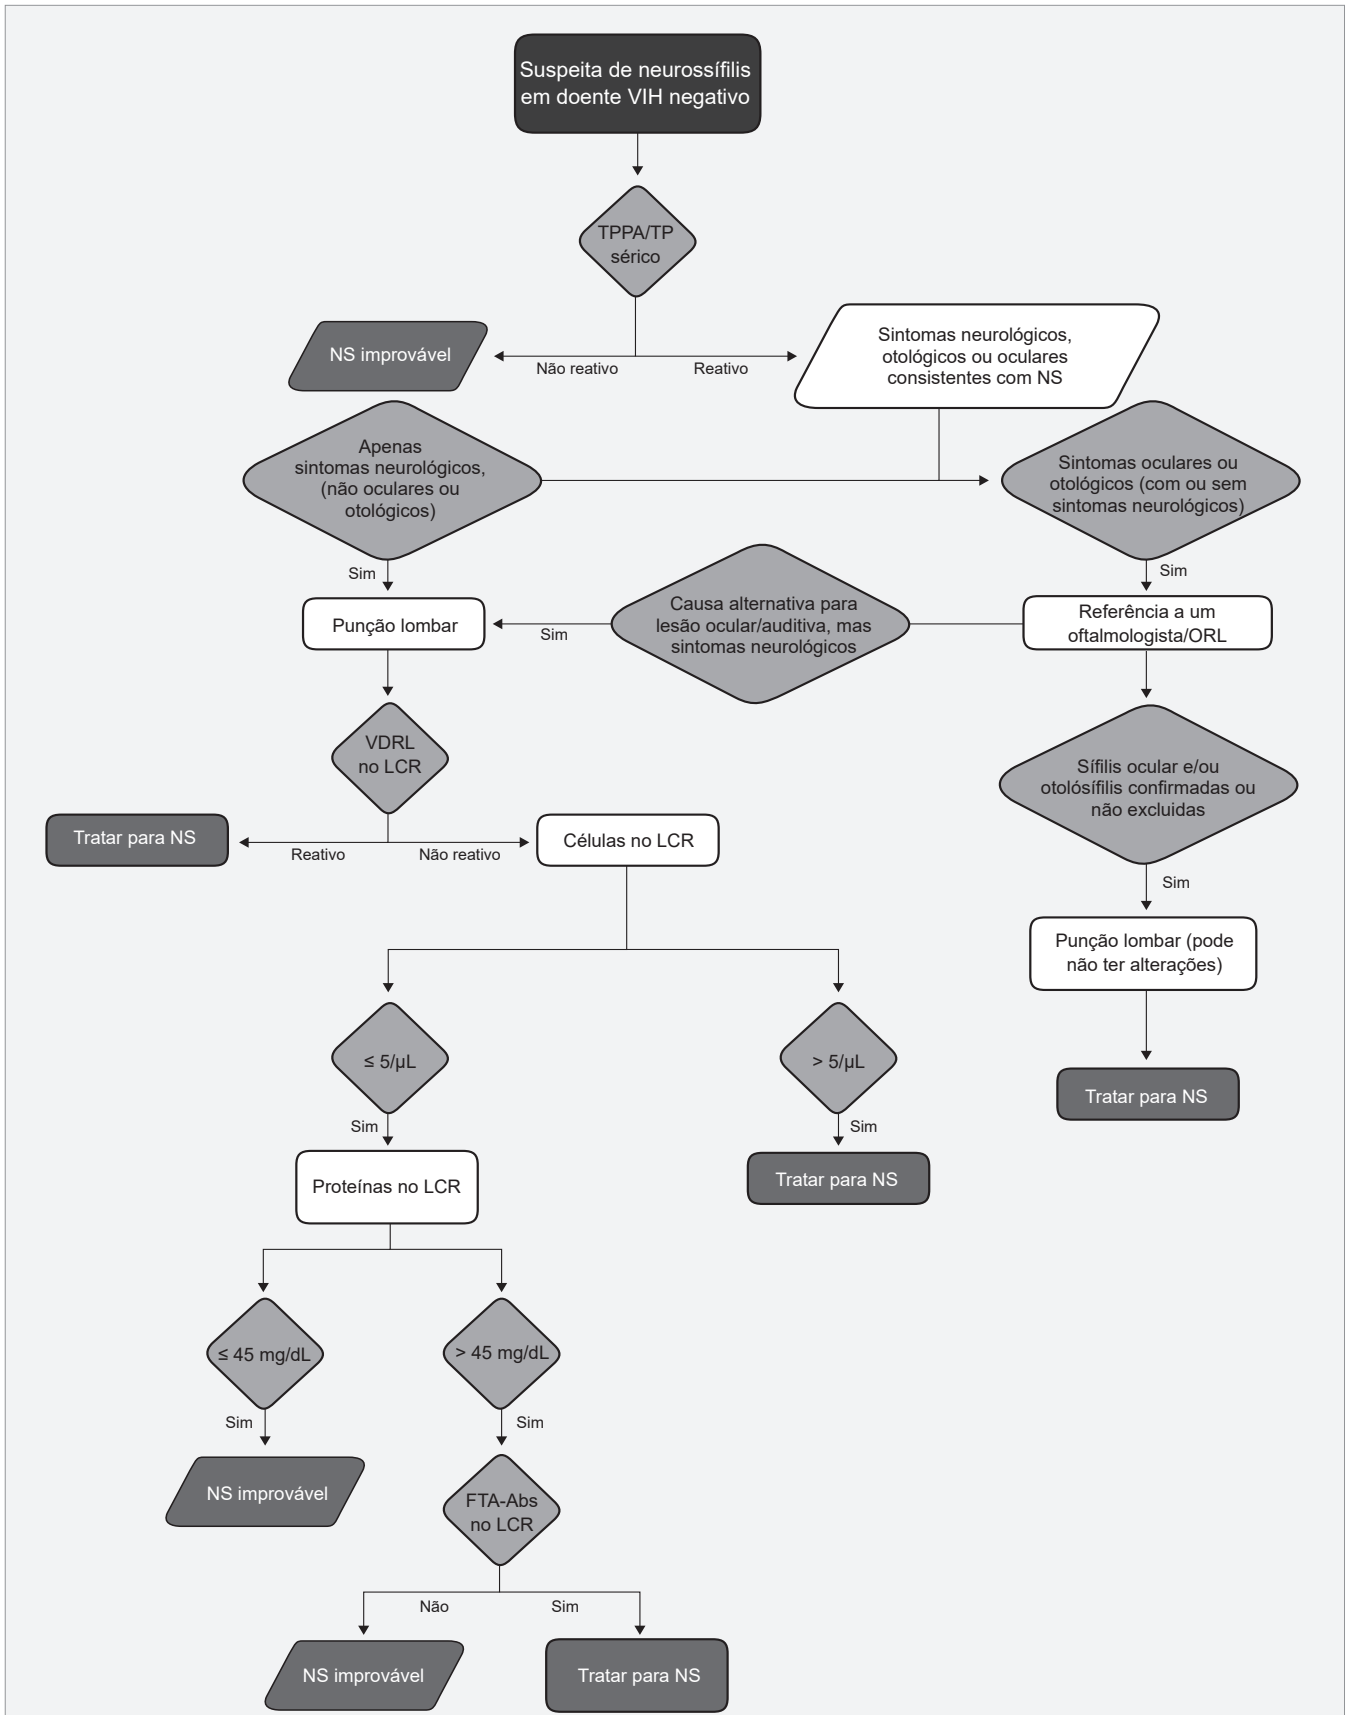 Suspeita de neurossífilis
em doente VIH negativo
TPPA/TP
sérico
NS improvável
Não reativo
Reativo
Sintomas neurológicos,
otológicos ou oculares
consistentes com NS
Apenas
sintomas neurológicos,
(não oculares ou
otológicos)
Sintomas oculares ou
otológicos (com ou sem
sintomas neurológicos)
Sim
Sim
Punção lombar
Sim
Causa alternativa para
lesão ocular/auditiva, mas
sintomas neurológicos
Referência a um
oftalmologista/ORL
VDRL
no LCR
Sífilis ocular e/ou
otolósífilis confirmadas ou
não excluidas
Tratar para NS
Reativo
Não reativo
Células no LCR
Sim
Punção lombar (pode
não ter alterações)
≤ 5/µL
> 5/µL
Tratar para NS
Sim
Sim
Proteínas no LCR
Tratar para NS
≤ 45 mg/dL
> 45 mg/dL
Sim
Sim
NS improvável
FTA-Abs
no LCR
Não
Sim
NS improvável
Tratar para NS